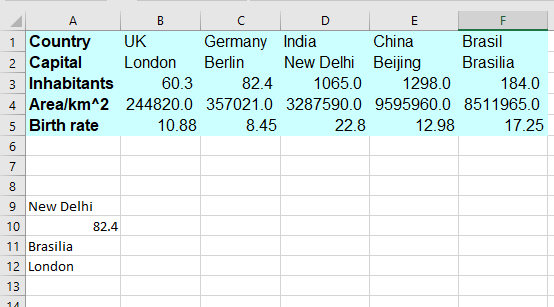 A B C D E F
1 Country UK Germany India China Brasil
2 Capital London Berlin New Delhi Beijing Brasilia
3 Inhabitants 60.3 82.4 1065.0 1298.0 184.0
4 Area/km^2 244820.0 357021.0 3287590.0 9595960.0 8511965.0
5 Birth rate 10.88 8.45 22.8 12.98 17.25
6
7
8
9 New Delhi
10 82.4
11 Brasilia
12 London
13
14